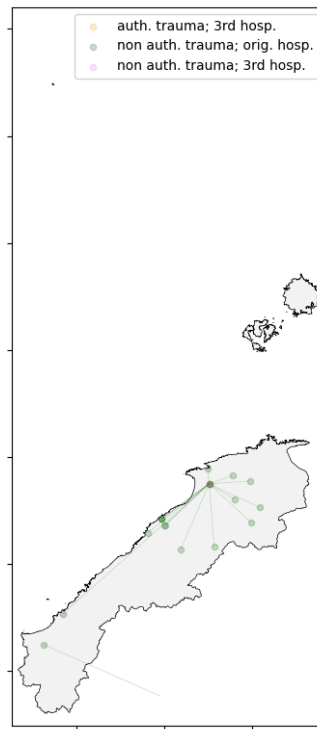 auth. trauma; 3rd hosp.
non auth. trauma; orig. hosp.
non auth. trauma; 3rd hosp.